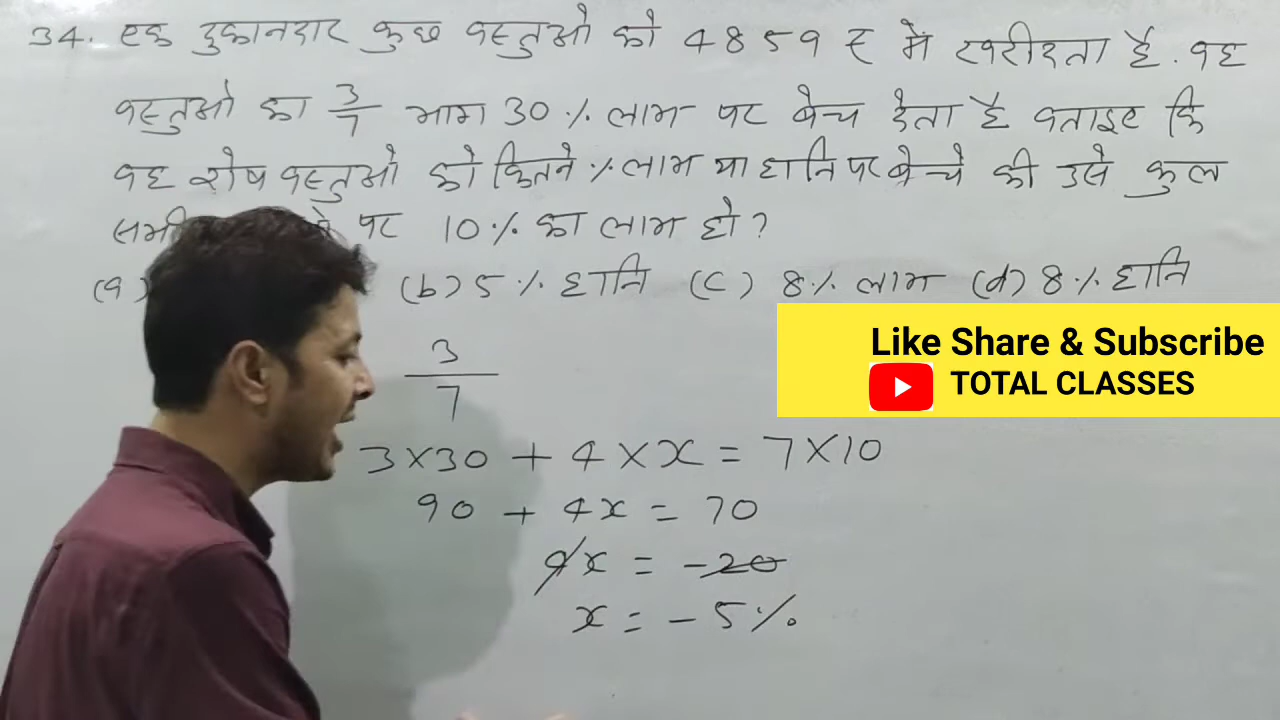 34. एक दुकानदार कुछ वस्तुओ को 4859 ₹ में खरीदता है. वह
वस्तुओ का 3/7 भाग 30 % लाभ पर बेच देता है बताइए कि
वह शेष वस्तुओ को कितने % लाभ या हानि पर बेच्चे की उसे कुल
पर 10 % का लाभ हो?
(a) (b) 5 % हानि (c) 8 % लाभ (d) 8 % हानि
Like Share & Subscribe
TOTAL CLASSES
3/7
3×30 + 4×x = 7×10
90 + 4x = 70
4x = -20
x = -5%